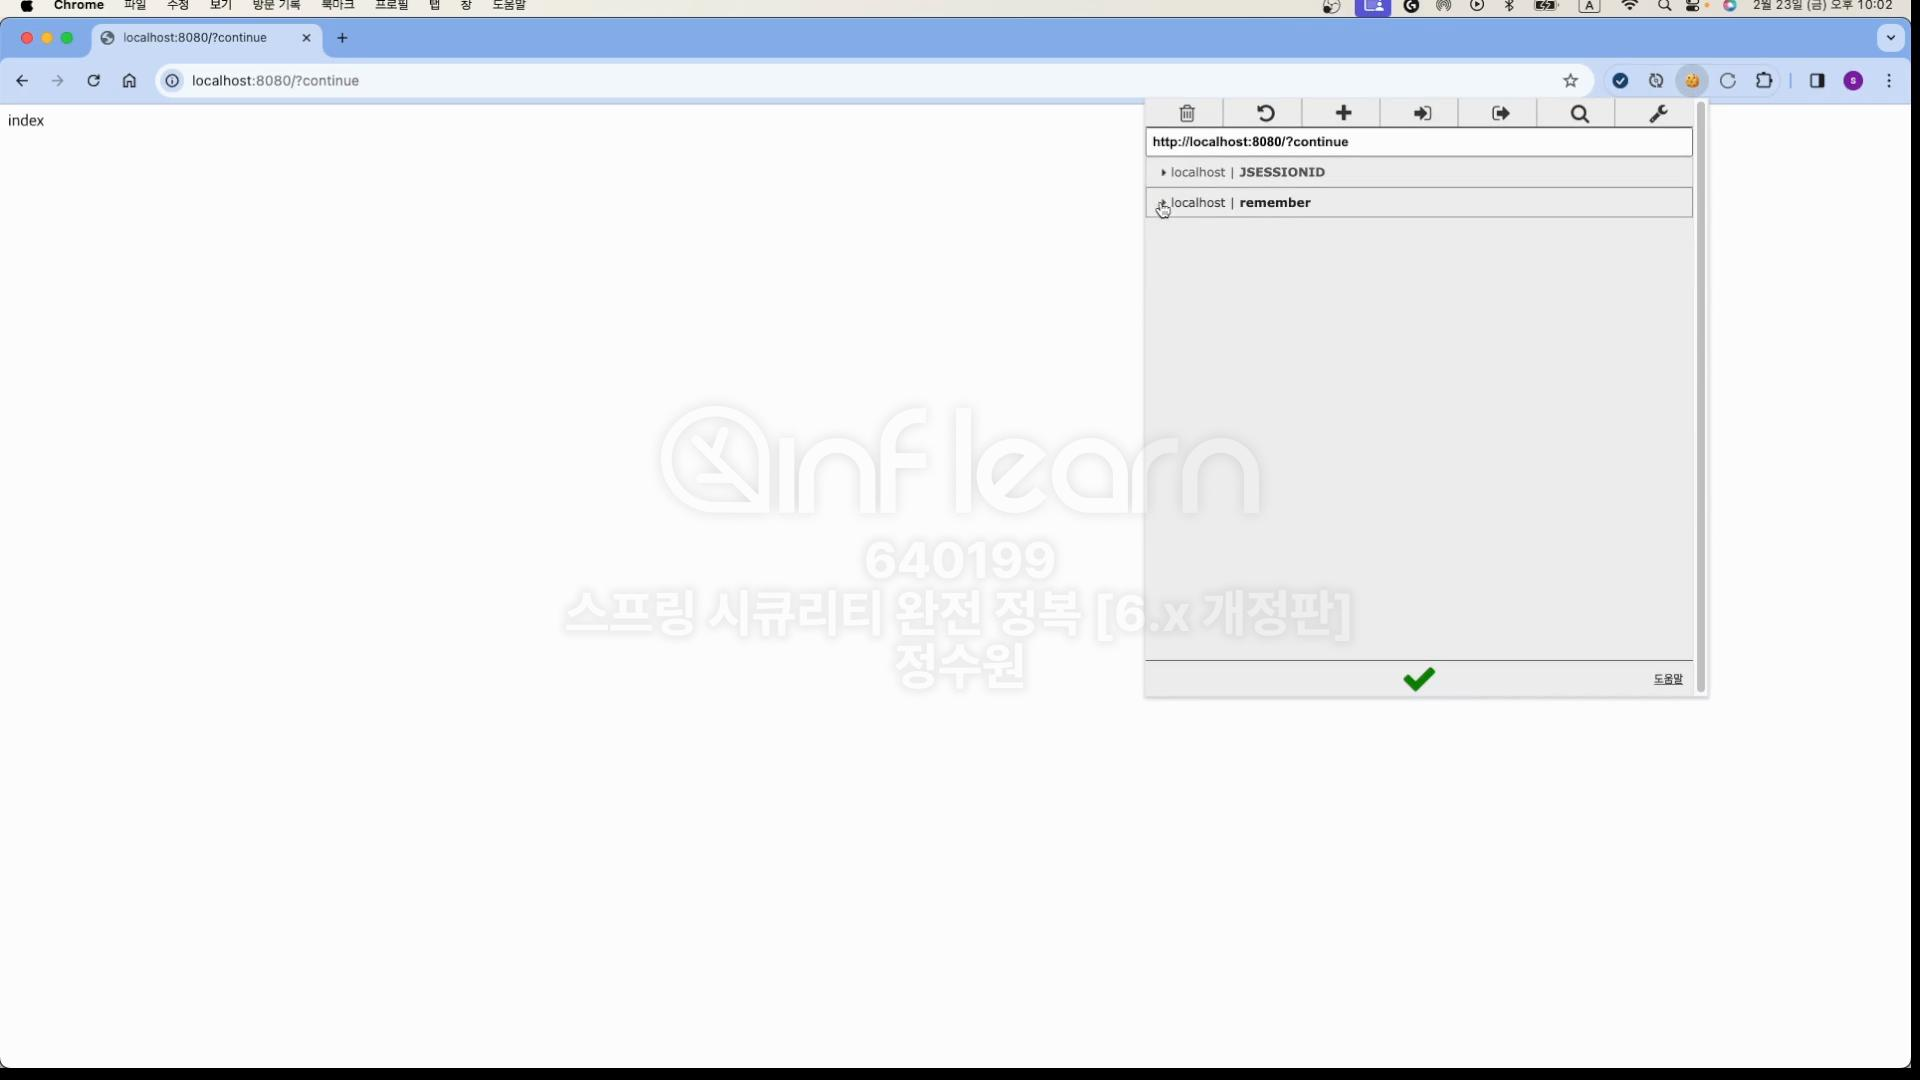 Chrome 파일 수정 보기 방문 기록 북마크 프로필 탭 창 도움말 A 2월 23일 (금) 오후 10:02
localhost:8080/?continue
localhost:8080/?continue S
index
http://localhost:8080/?continue
localhost | JSESSIONID
localhost | remember
inflearn
640199
스프링 시큐리티 완전 정복 [6.x 개정판]
정수원
도움말